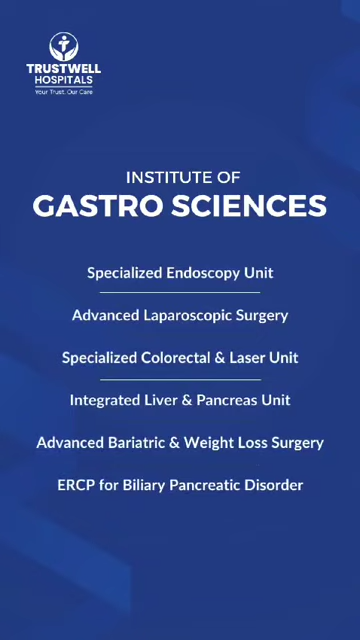 TRUSTWELL
HOSPITALS
Your Trust. Our Care
INSTITUTE OF
GASTRO SCIENCES
Specialized Endoscopy Unit
Advanced Laparoscopic Surgery
Specialized Colorectal & Laser Unit
Integrated Liver & Pancreas Unit
Advanced Bariatric & Weight Loss Surgery
ERCP for Biliary Pancreatic Disorder